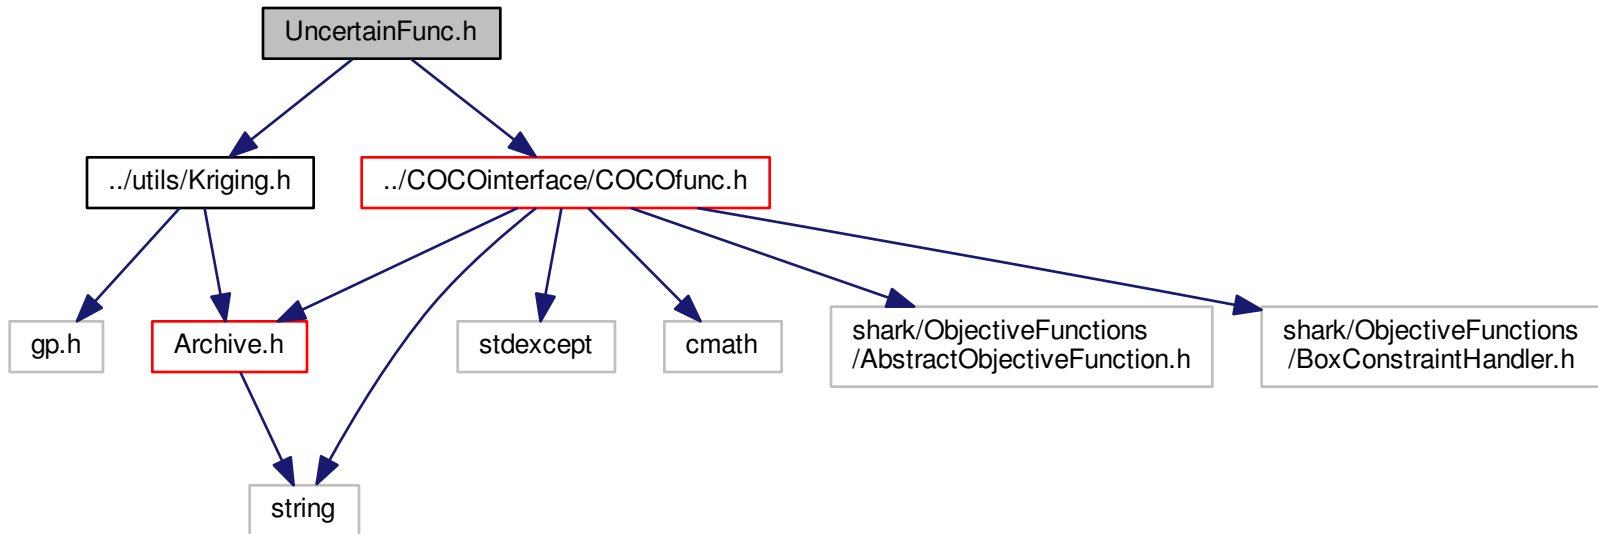 UncertainFunc.h
../utils/Kriging.h
../COCOinterface/COCOfunc.h
gp.h
Archive.h
stdexcept
cmath
shark/ObjectiveFunctions
/AbstractObjectiveFunction.h
shark/ObjectiveFunctions
/BoxConstraintHandler.h
string